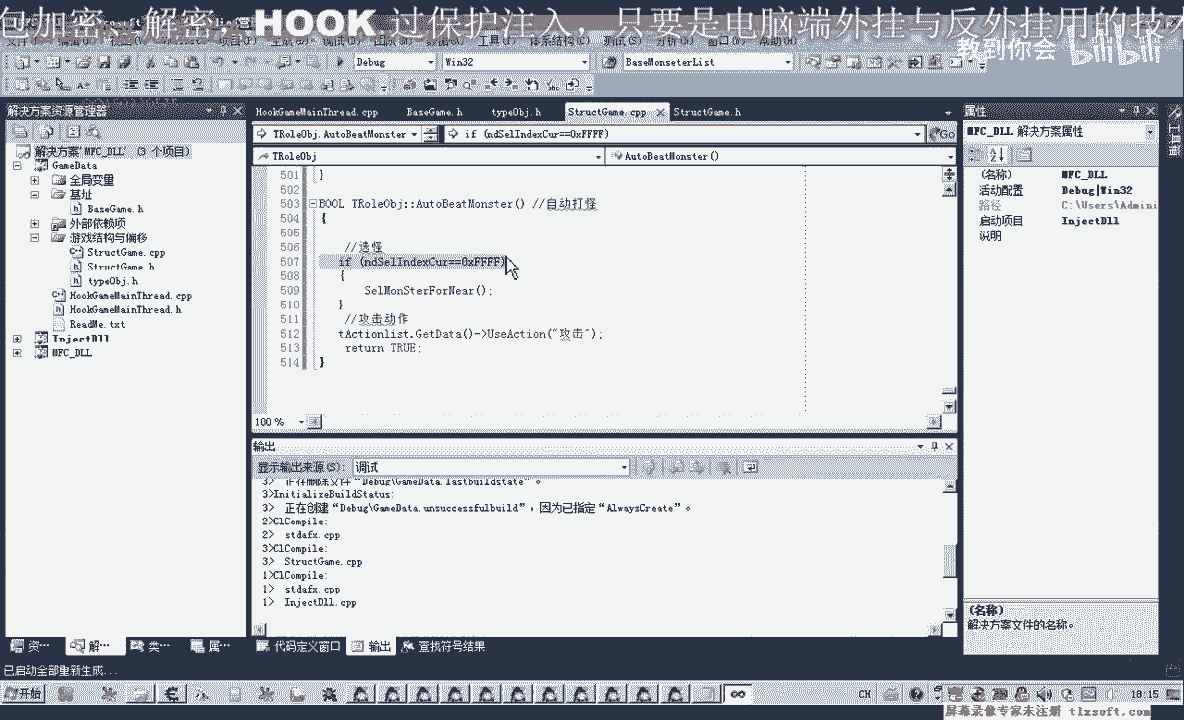 包加密、解密、HOOK 过保护注入，只要是电脑端外挂与反外挂用的技术
教到你会 bilibili
Debug Win32 BaseMonseterList
解决方案资源管理器
HookGameMainThread.cpp BaseGame.h typeObj.h StructGame.cpp StructGame.h
属性
TRoleObj.AutoBeatMonster if (ndSelIndexCur==0xFFFF) Go
MFC_DLL 解决方案属性
解决方案'MFC_DLL' (3 个项目)
GameData
全局变量
基址
BaseGame.h
外部依赖项
游戏结构与偏移
StructGame.cpp
StructGame.h
typeObj.h
HookGameMainThread.cpp
HookGameMainThread.h
ReadMe.txt
InjectDll
MFC_DLL
TRoleObj AutoBeatMonster()
501 }
502
503 BOOL TRoleObj::AutoBeatMonster() //自动打怪
504 {
505
506 //选怪
507 if (ndSelIndexCur==0xFFFF)
508 {
509 SelMonSterForNear();
510 }
511 //攻击动作
512 tActionlist.GetData()->UseAction("攻击");
513 return TRUE;
514 }
100 %
(名称) MFC_DLL
活动配置 Debug|Win32
路径 C:\Users\Admini
启动项目 InjectDll
说明
输出
显示输出来源(S): 调试
3> 正在删除文件“Debug\GameData.lastbuildstate”。
3>InitializeBuildStatus:
3> 正在创建“Debug\GameData.unsuccessfulbuild”，因为已指定“AlwaysCreate”。
2>ClCompile:
2> stdafx.cpp
3>ClCompile:
3> StructGame.cpp
1>ClCompile:
1> stdafx.cpp
1> InjectDll.cpp
(名称)
解决方案文件的名称。
资… 解… 类… 属… 代码定义窗口 输出 查找符号结果
已启动全部重新生成...
开始 CH 18:15
屏幕录像专家未注册 tlxsoft.com